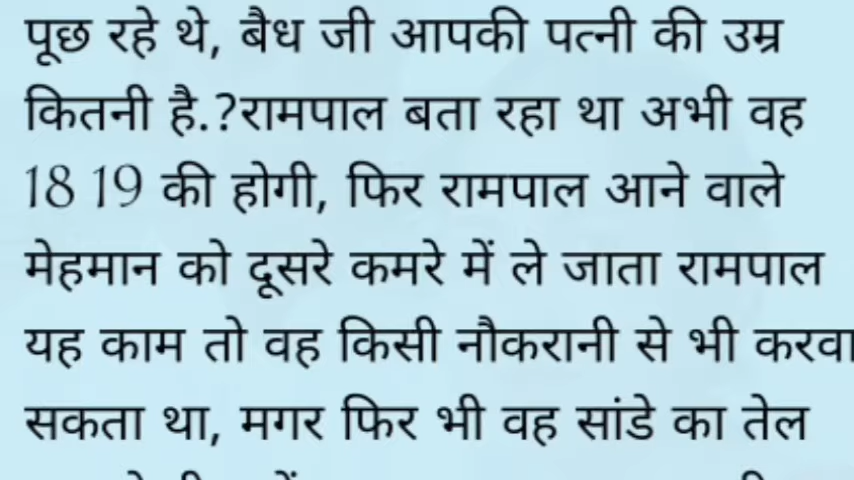 पूछ रहे थे, बैध जी आपकी पत्नी की उम्र
कितनी है.?रामपाल बता रहा था अभी वह
18 19 की होगी, फिर रामपाल आने वाले
मेहमान को दूसरे कमरे में ले जाता रामपाल
यह काम तो वह किसी नौकरानी से भी करवा
सकता था, मगर फिर भी वह सांडे का तेल